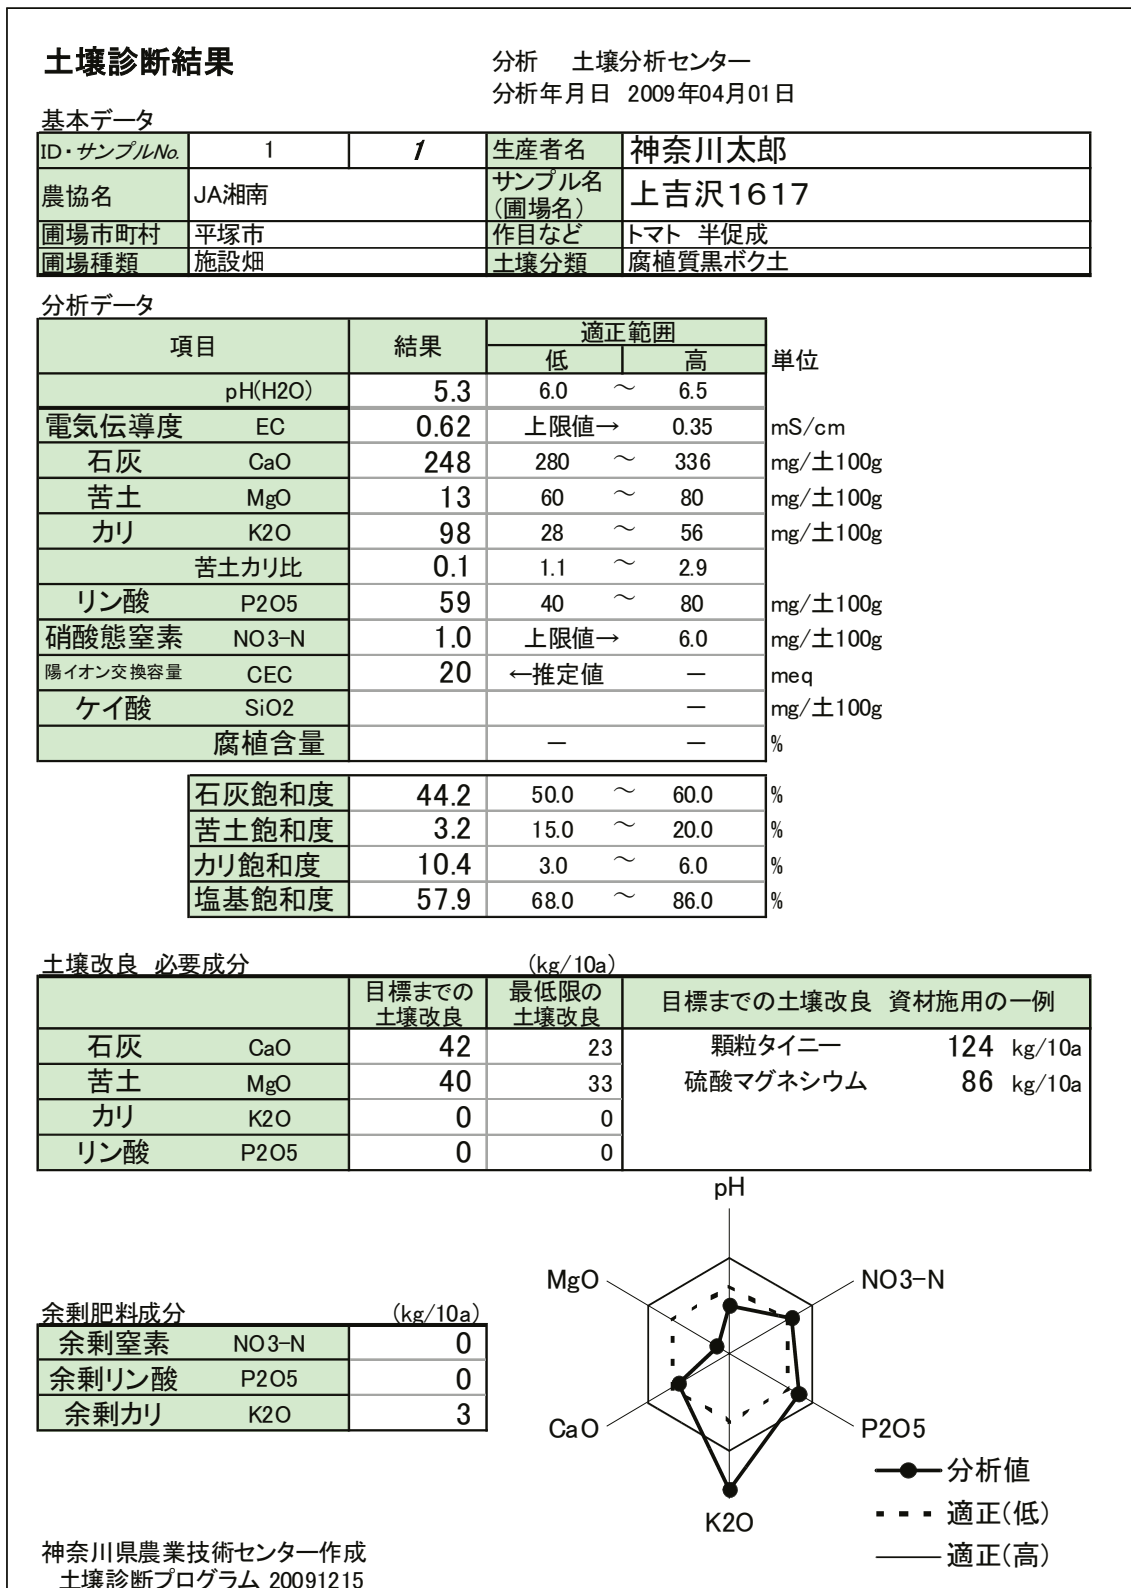 土壌診断結果
分析 土壌分析センター
分析年月日 2009年04月01日
基本データ
ID・サンプルNo. 1 1 生産者名 神奈川太郎
農協名 JA湘南 サンプル名(圃場名) 上吉沢1617
圃場市町村 平塚市 作目など トマト 半促成
圃場種類 施設畑 土壌分類 腐植質黒ボク土
分析データ
項目 結果 適正範囲
低 高 単位
pH(H2O) 5.3 6.0 ～ 6.5
電気伝導度 EC 0.62 上限値→ 0.35 mS/cm
石灰 CaO 248 280 ～ 336 mg/土100g
苦土 MgO 13 60 ～ 80 mg/土100g
カリ K2O 98 28 ～ 56 mg/土100g
苦土カリ比 0.1 1.1 ～ 2.9
リン酸 P2O5 59 40 ～ 80 mg/土100g
硝酸態窒素 NO3-N 1.0 上限値→ 6.0 mg/土100g
陽イオン交換容量 CEC 20 ←推定値 － meq
ケイ酸 SiO2 － mg/土100g
腐植含量 － － %
石灰飽和度 44.2 50.0 ～ 60.0 %
苦土飽和度 3.2 15.0 ～ 20.0 %
カリ飽和度 10.4 3.0 ～ 6.0 %
塩基飽和度 57.9 68.0 ～ 86.0 %
土壌改良 必要成分 (kg/10a)
目標までの土壌改良 最低限の土壌改良 目標までの土壌改良 資材施用の一例
石灰 CaO 42 23 顆粒タイニー 124 kg/10a
苦土 MgO 40 33 硫酸マグネシウム 86 kg/10a
カリ K2O 0 0
リン酸 P2O5 0 0
余剰肥料成分 (kg/10a)
余剰窒素 NO3-N 0
余剰リン酸 P2O5 0
余剰カリ K2O 3
pH
MgO NO3-N
CaO P2O5
K2O
分析値
適正(低)
適正(高)
神奈川県農業技術センター作成
土壌診断プログラム 20091215